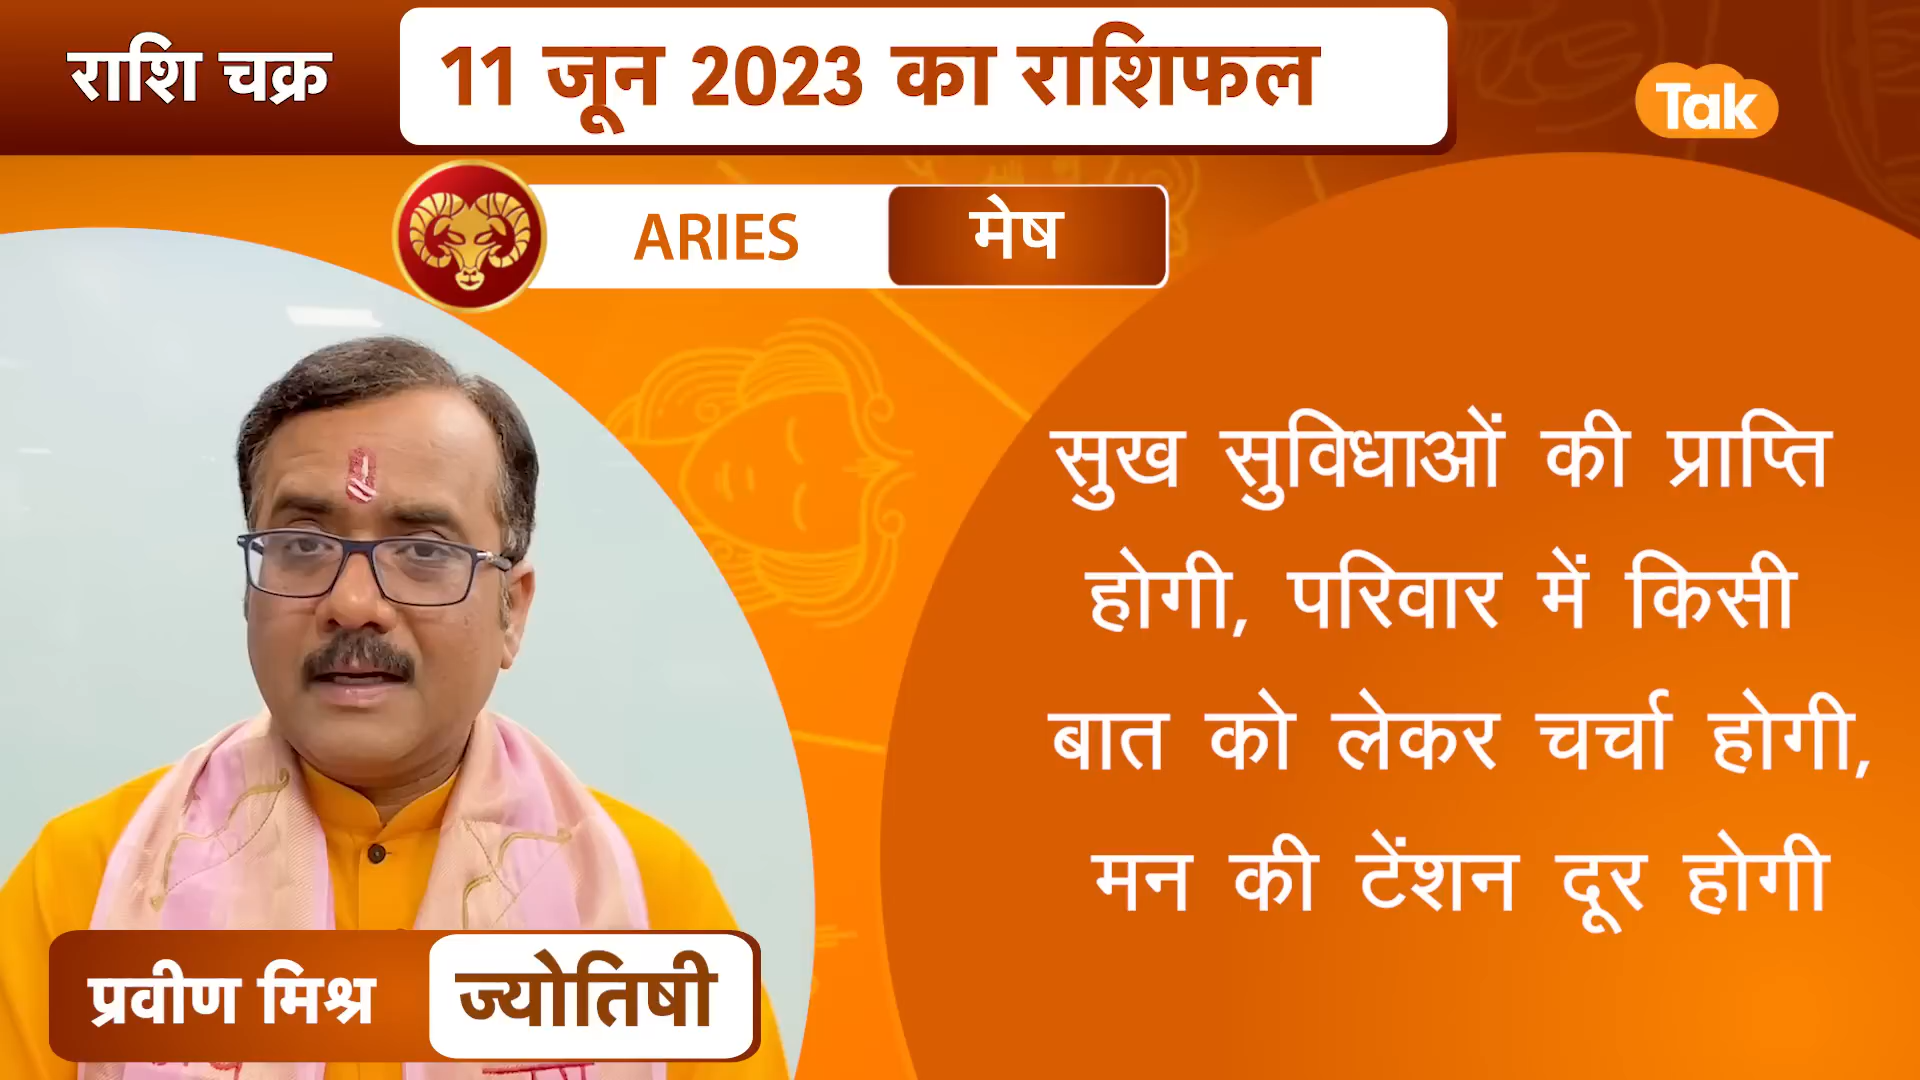 राशि चक्र
11 जून 2023 का राशिफल
Tak
ARIES
मेष
सुख सुविधाओं की प्राप्ति
होगी, परिवार में किसी
बात को लेकर चर्चा होगी,
मन की टेंशन दूर होगी
प्रवीण मिश्र
ज्योतिषी